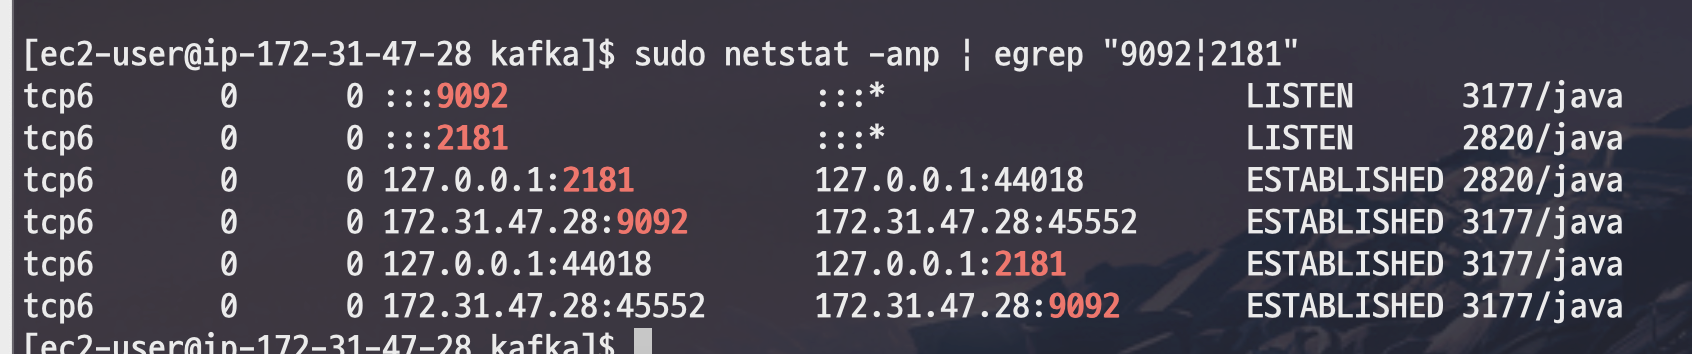 [ec2-user@ip-172-31-47-28 kafka]$ sudo netstat -anp | egrep "9092|2181"
tcp6       0      0 :::9092                 :::*                    LISTEN      3177/java
tcp6       0      0 :::2181                 :::*                    LISTEN      2820/java
tcp6       0      0 127.0.0.1:2181          127.0.0.1:44018         ESTABLISHED 2820/java
tcp6       0      0 172.31.47.28:9092       172.31.47.28:45552      ESTABLISHED 3177/java
tcp6       0      0 127.0.0.1:44018         127.0.0.1:2181          ESTABLISHED 3177/java
tcp6       0      0 172.31.47.28:45552      172.31.47.28:9092       ESTABLISHED 3177/java
[ec2-user@ip-172-31-47-28 kafka]$